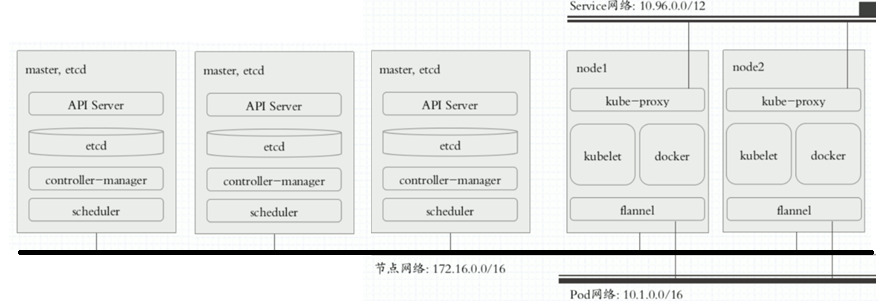 Service网络: 10.96.0.0/12
master, etcd
API Server
etcd
controller-manager
scheduler
master, etcd
API Server
etcd
controller-manager
scheduler
master, etcd
API Server
etcd
controller-manager
scheduler
node1
kube-proxy
kubelet
docker
flannel
node2
kube-proxy
kubelet
docker
flannel
节点网络: 172.16.0.0/16
Pod网络: 10.1.0.0/16